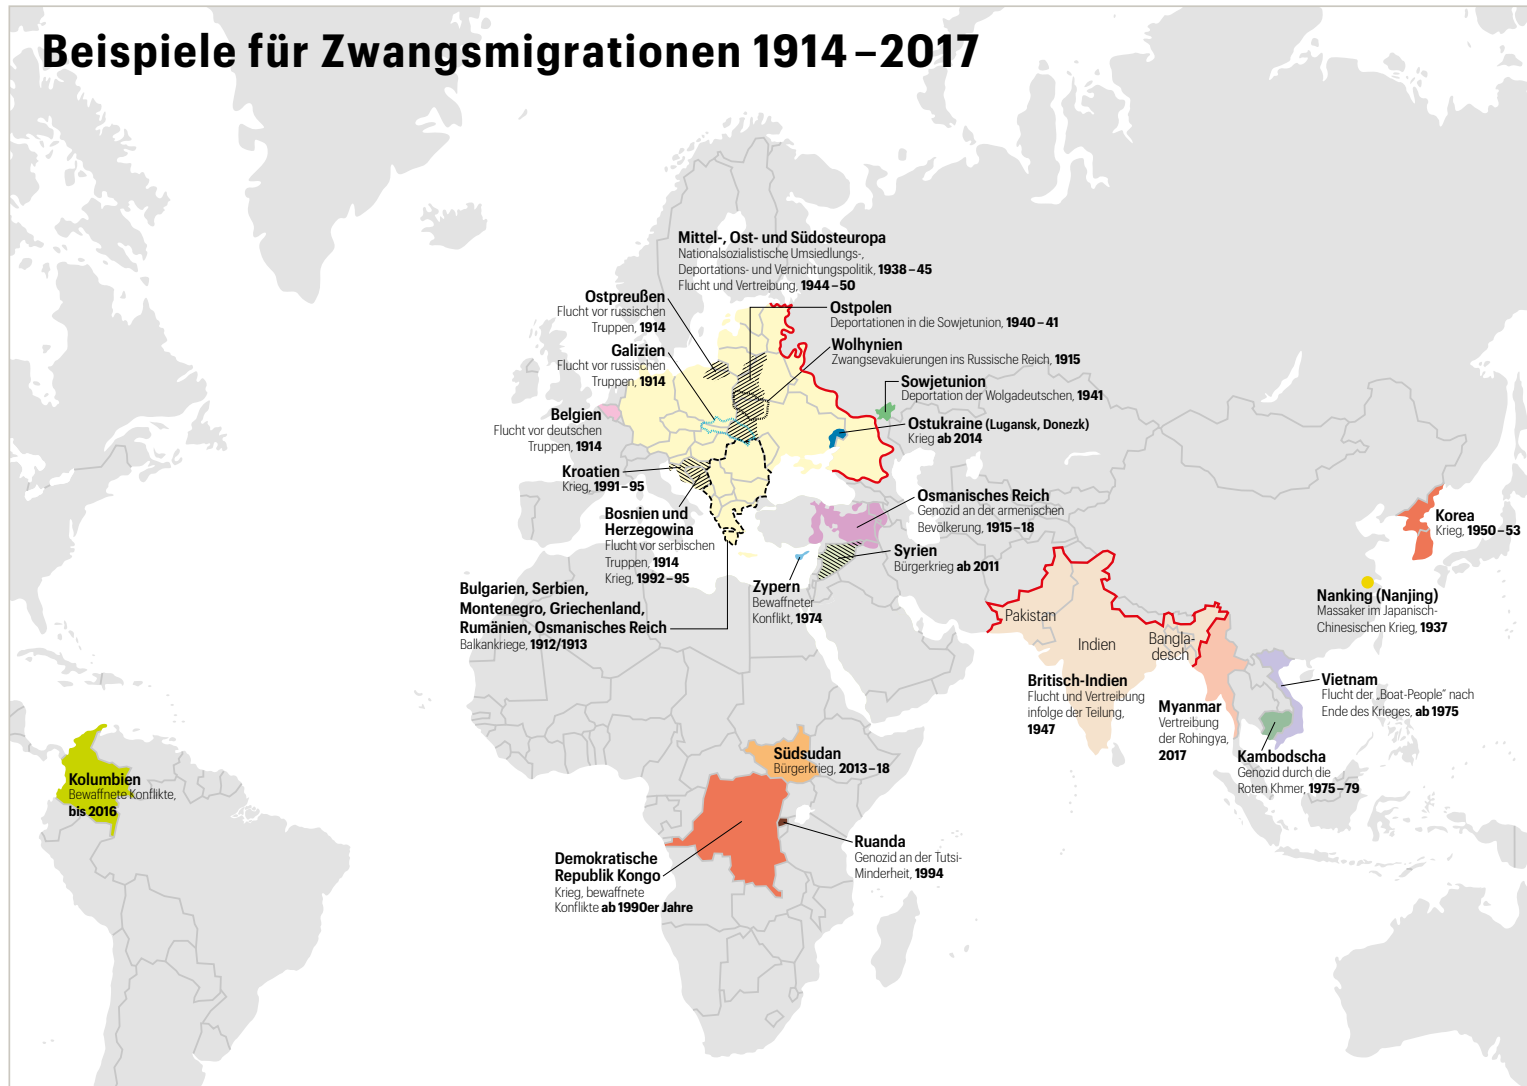 Beispiele für Zwangsmigrationen 1914–2017
Mittel-, Ost- und Südosteuropa
Nationalsozialistische Umsiedlungs-,
Deportations- und Vernichtungspolitik, 1938–45
Flucht und Vertreibung, 1944–50
Ostpreußen
Flucht vor russischen
Truppen, 1914
Galizien
Flucht vor russischen
Truppen, 1914
Belgien
Flucht vor deutschen
Truppen, 1914
Kroatien
Krieg, 1991–95
Bosnien und
Herzegowina
Flucht vor serbischen
Truppen, 1914
Krieg, 1992–95
Bulgarien, Serbien,
Montenegro, Griechenland,
Rumänien, Osmanisches Reich
Balkankriege, 1912/1913
Ostpolen
Deportationen in die Sowjetunion, 1940–41
Wolhynien
Zwangsevakuierungen ins Russische Reich, 1915
Sowjetunion
Deportation der Wolgadeutschen, 1941
Ostukraine (Lugansk, Donezk)
Krieg ab 2014
Osmanisches Reich
Genozid an der armenischen
Bevölkerung, 1915–18
Syrien
Bürgerkrieg ab 2011
Zypern
Bewaffneter
Konflikt, 1974
Korea
Krieg, 1950–53
Nanking (Nanjing)
Massaker im Japanisch-
Chinesischen Krieg, 1937
Pakistan
Indien
Bangla-
desch
Britisch-Indien
Flucht und Vertreibung
infolge der Teilung,
1947
Myanmar
Vertreibung
der Rohingya,
2017
Vietnam
Flucht der „Boat-People“ nach
Ende des Krieges, ab 1975
Kambodscha
Genozid durch die
Roten Khmer, 1975–79
Kolumbien
Bewaffnete Konflikte,
bis 2016
Südsudan
Bürgerkrieg, 2013–18
Ruanda
Genozid an der Tutsi-
Minderheit, 1994
Demokratische
Republik Kongo
Krieg, bewaffnete
Konflikte ab 1990er Jahre